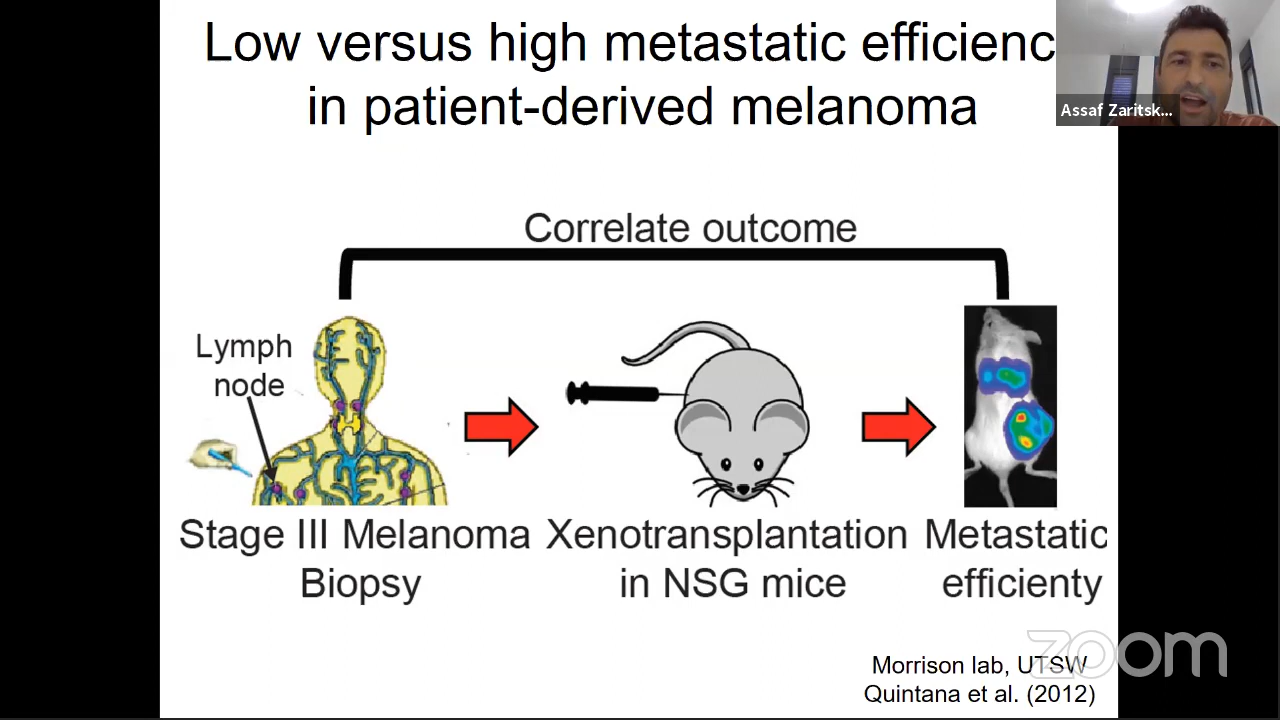 Low versus high metastatic efficienc
in patient-derived melanoma
Assaf Zaritsk...
Correlate outcome
Lymph
node
Stage III Melanoma
Biopsy
Xenotransplantation
in NSG mice
Metastatic
efficienty
zoom
Morrison lab, UTSW
Quintana et al. (2012)